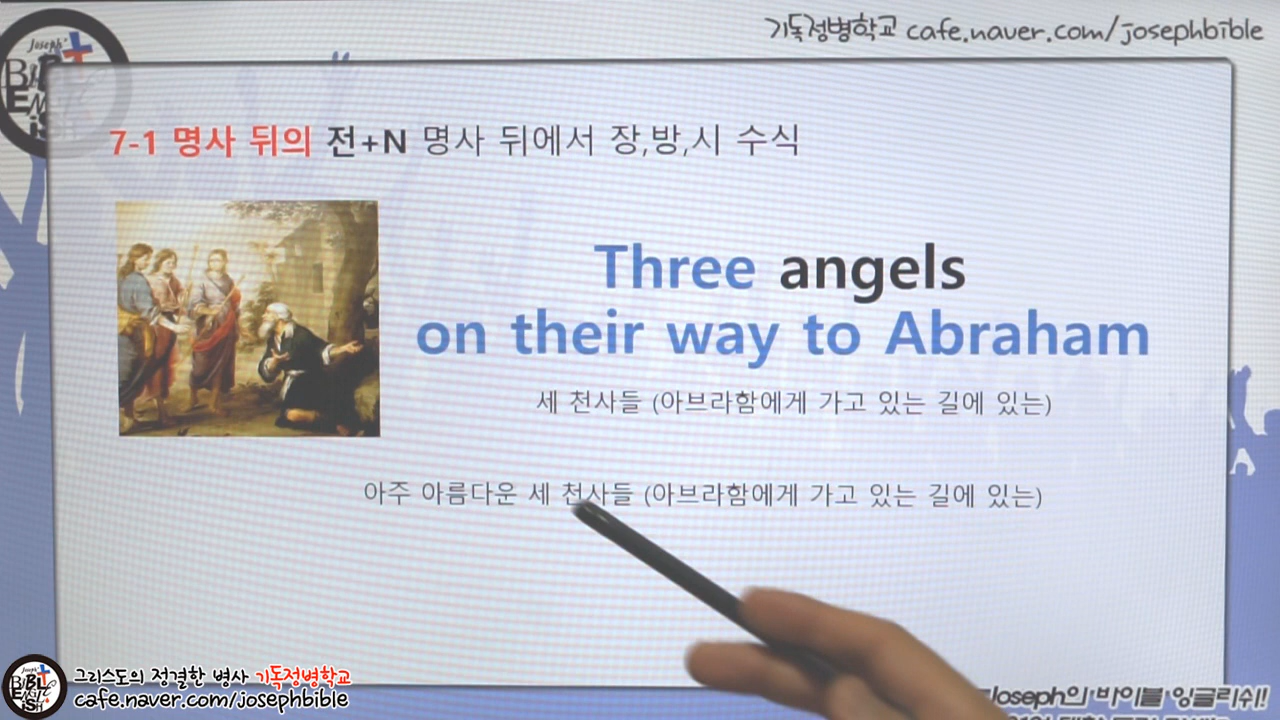 기독정병학교 cafe.naver.com/josephbible
Joseph'
7-1 명사 뒤의 전+N 명사 뒤에서 장,방,시 수식
Three angels
on their way to Abraham
세 천사들 (아브라함에게 가고 있는 길에 있는)
아주 아름다운 세 천사들 (아브라함에게 가고 있는 길에 있는)
그리스도의 정결한 병사 기독정병학교
cafe.naver.com/josephbible
Joseph의 바이블 잉글리쉬!!